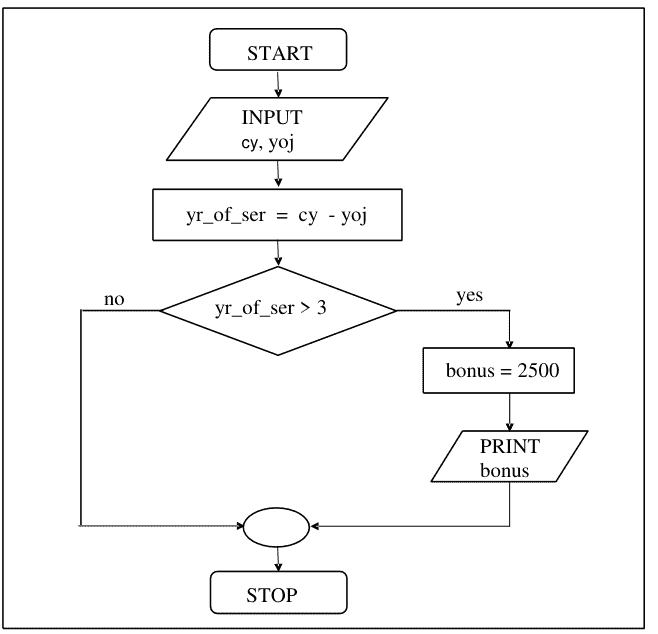 START
INPUT
cy, yoj
yr_of_ser = cy - yoj
yr_of_ser > 3
no
yes
bonus = 2500
PRINT
bonus
STOP